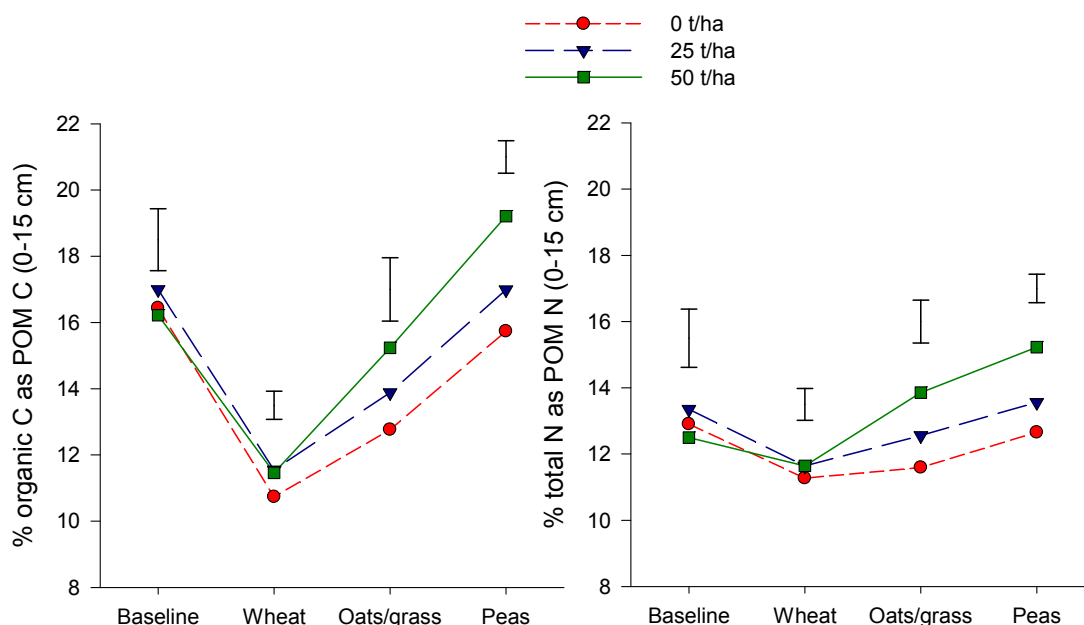 0 t/ha
25 t/ha
50 t/ha
% organic C as POM C (0-15 cm)
22
20
18
16
14
12
10
8
Baseline Wheat Oats/grass Peas
% total N as POM N (0-15 cm)
22
20
18
16
14
12
10
8
Baseline Wheat Oats/grass Peas